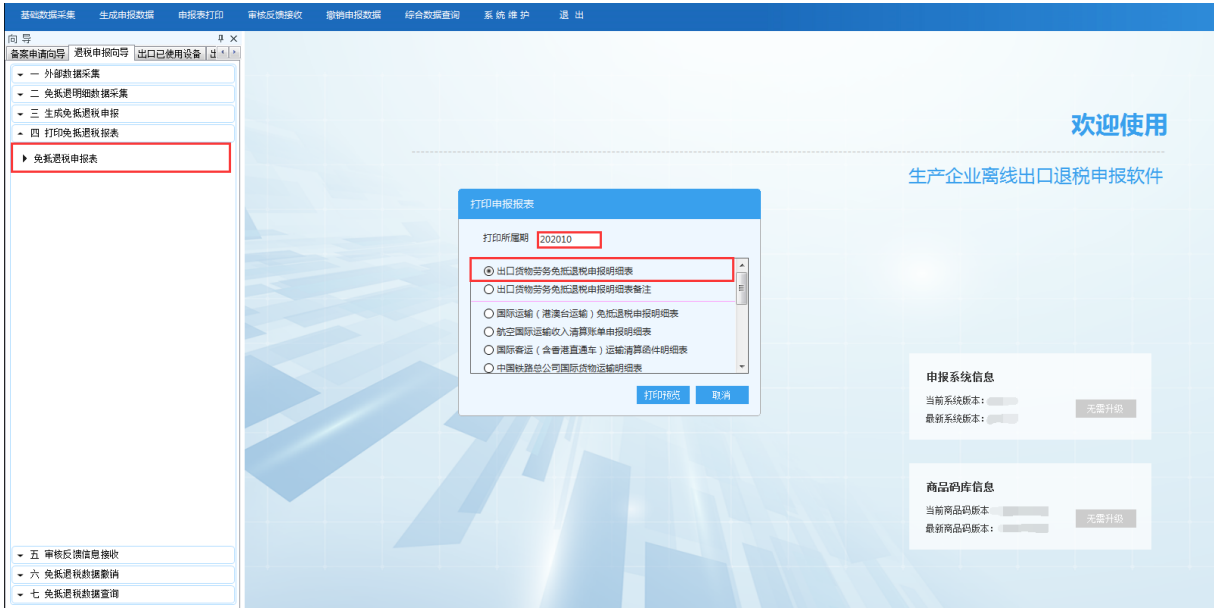 基础数据采集 生成申报数据 申报表打印 审核反馈接收 撤销申报数据 综合数据查询 系统维护 退出
向导
备案申请向导 退税申报向导 出口已使用设备
一 外部数据采集
二 免抵退明细数据采集
三 生成免抵退税申报
四 打印免抵退税报表
免抵退税申报表
五 审核反馈信息接收
六 免抵退税数据撤销
七 免抵退税数据查询
欢迎使用
生产企业离线出口退税申报软件
打印申报报表
打印所属期 202010
出口货物劳务免抵退税申报明细表
出口货物劳务免抵退税申报明细表备注
国际运输（港澳台运输）免抵退税申报明细表
航空国际运输收入清算账单申报明细表
国际客运（含香港直通车）运输清算函件明细表
中国铁路总公司国际货物运输明细表
打印预览 取消
申报系统信息
当前系统版本：
最新系统版本：
无需升级
商品码库信息
当前商品码版本
最新商品码版本：
无需升级